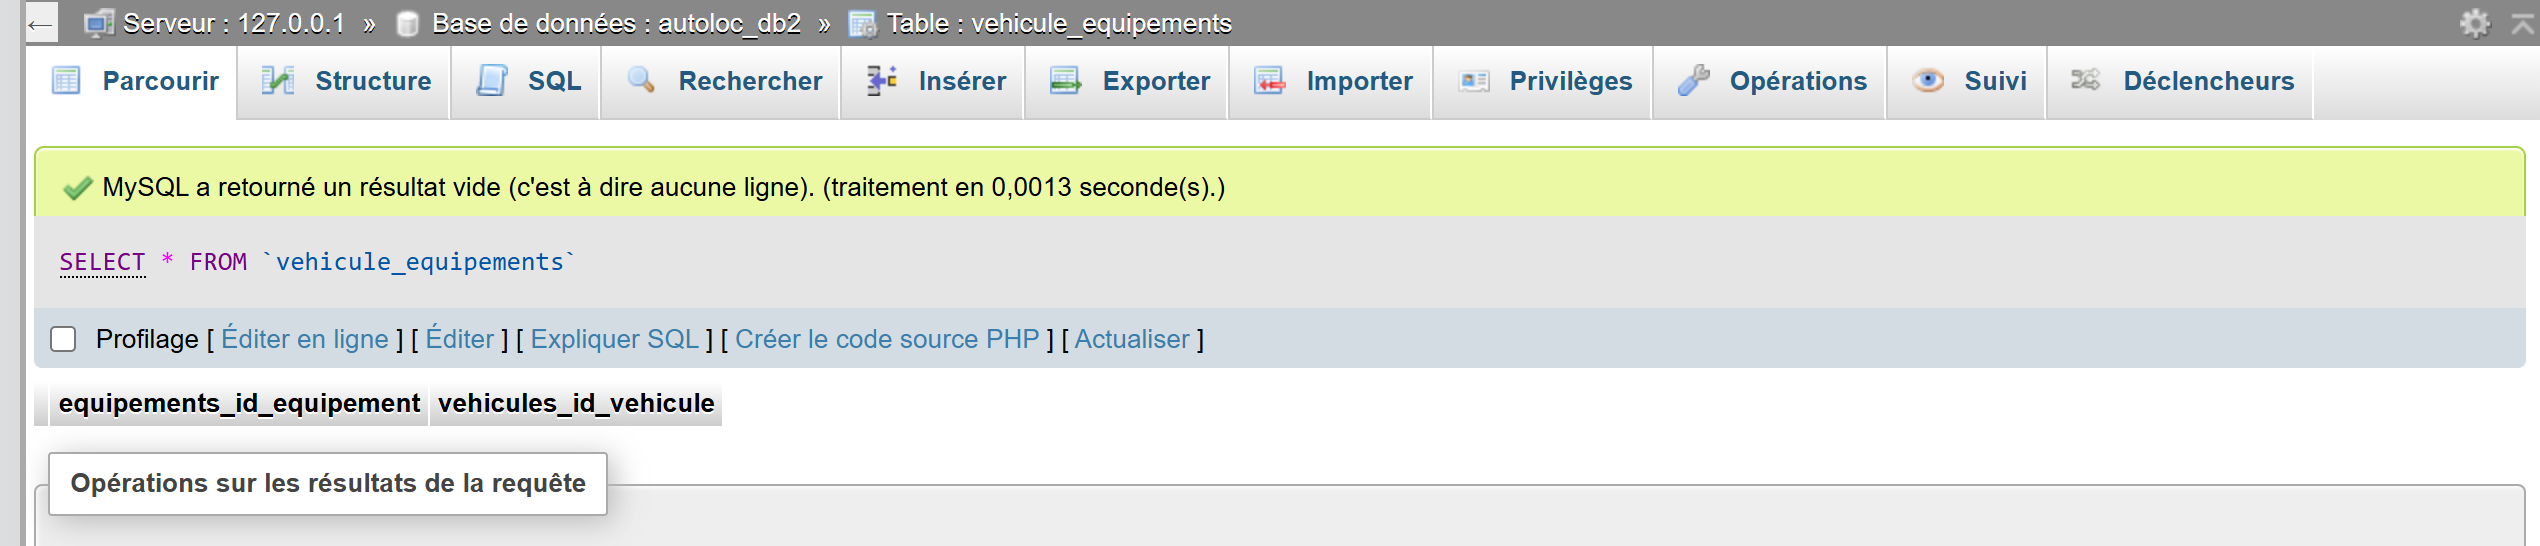 ← Serveur : 127.0.0.1 » Base de données : autoloc_db2 » Table : vehicule_equipements
Parcourir Structure SQL Rechercher Insérer Exporter Importer Privilèges Opérations Suivi Déclencheurs
MySQL a retourné un résultat vide (c'est à dire aucune ligne). (traitement en 0,0013 seconde(s).)
SELECT * FROM `vehicule_equipements`
Profilage [ Éditer en ligne ] [ Éditer ] [ Expliquer SQL ] [ Créer le code source PHP ] [ Actualiser ]
equipements_id_equipement vehicules_id_vehicule
Opérations sur les résultats de la requête